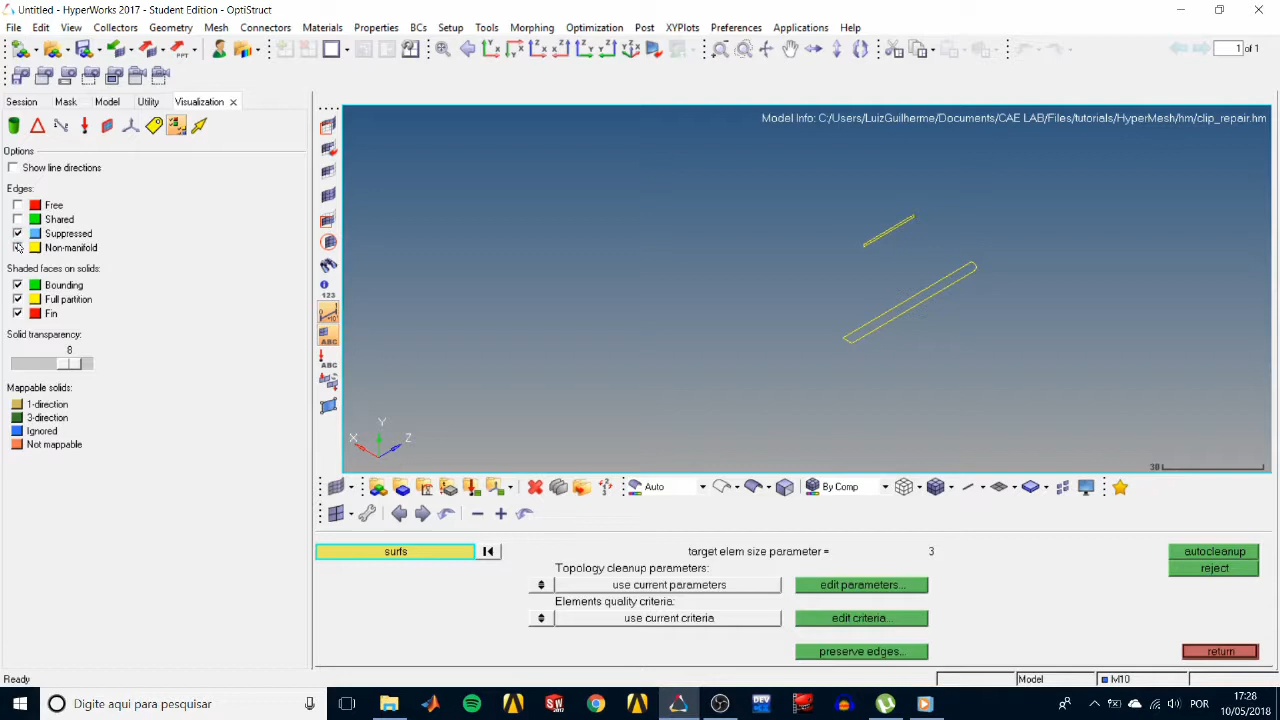 Untitled - HyperWorks 2017 - Student Edition - OptiStruct
File Edit View Collectors Geometry Mesh Connectors Materials Properties BCs Setup Tools Morphing Optimization Post XYPlots Preferences Applications Help
1 of 1
Session Mask Model Utility Visualization
Options
Show line directions
Edges:
Free
Shared
Suppressed
Non-manifold
Shaded faces on solids:
Bounding
Full partition
Fin
Solid transparency:
8
Mappable solids:
1-direction
3-direction
Ignored
Not mappable
Model Info: C:/Users/LuizGuilherme/Documents/CAE LAB/Files/tutorials/HyperMesh/hm/clip_repair.hm
123
ABC
ABC
Y
X Z
30
Auto By Comp
surfs target elem size parameter = 3 autocleanup
Topology cleanup parameters: reject
use current parameters edit parameters...
Elements quality criteria:
use current criteria edit criteria...
preserve edges... return
Ready Model lVl10
Digite aqui para pesquisar POR 17:28
10/05/2018